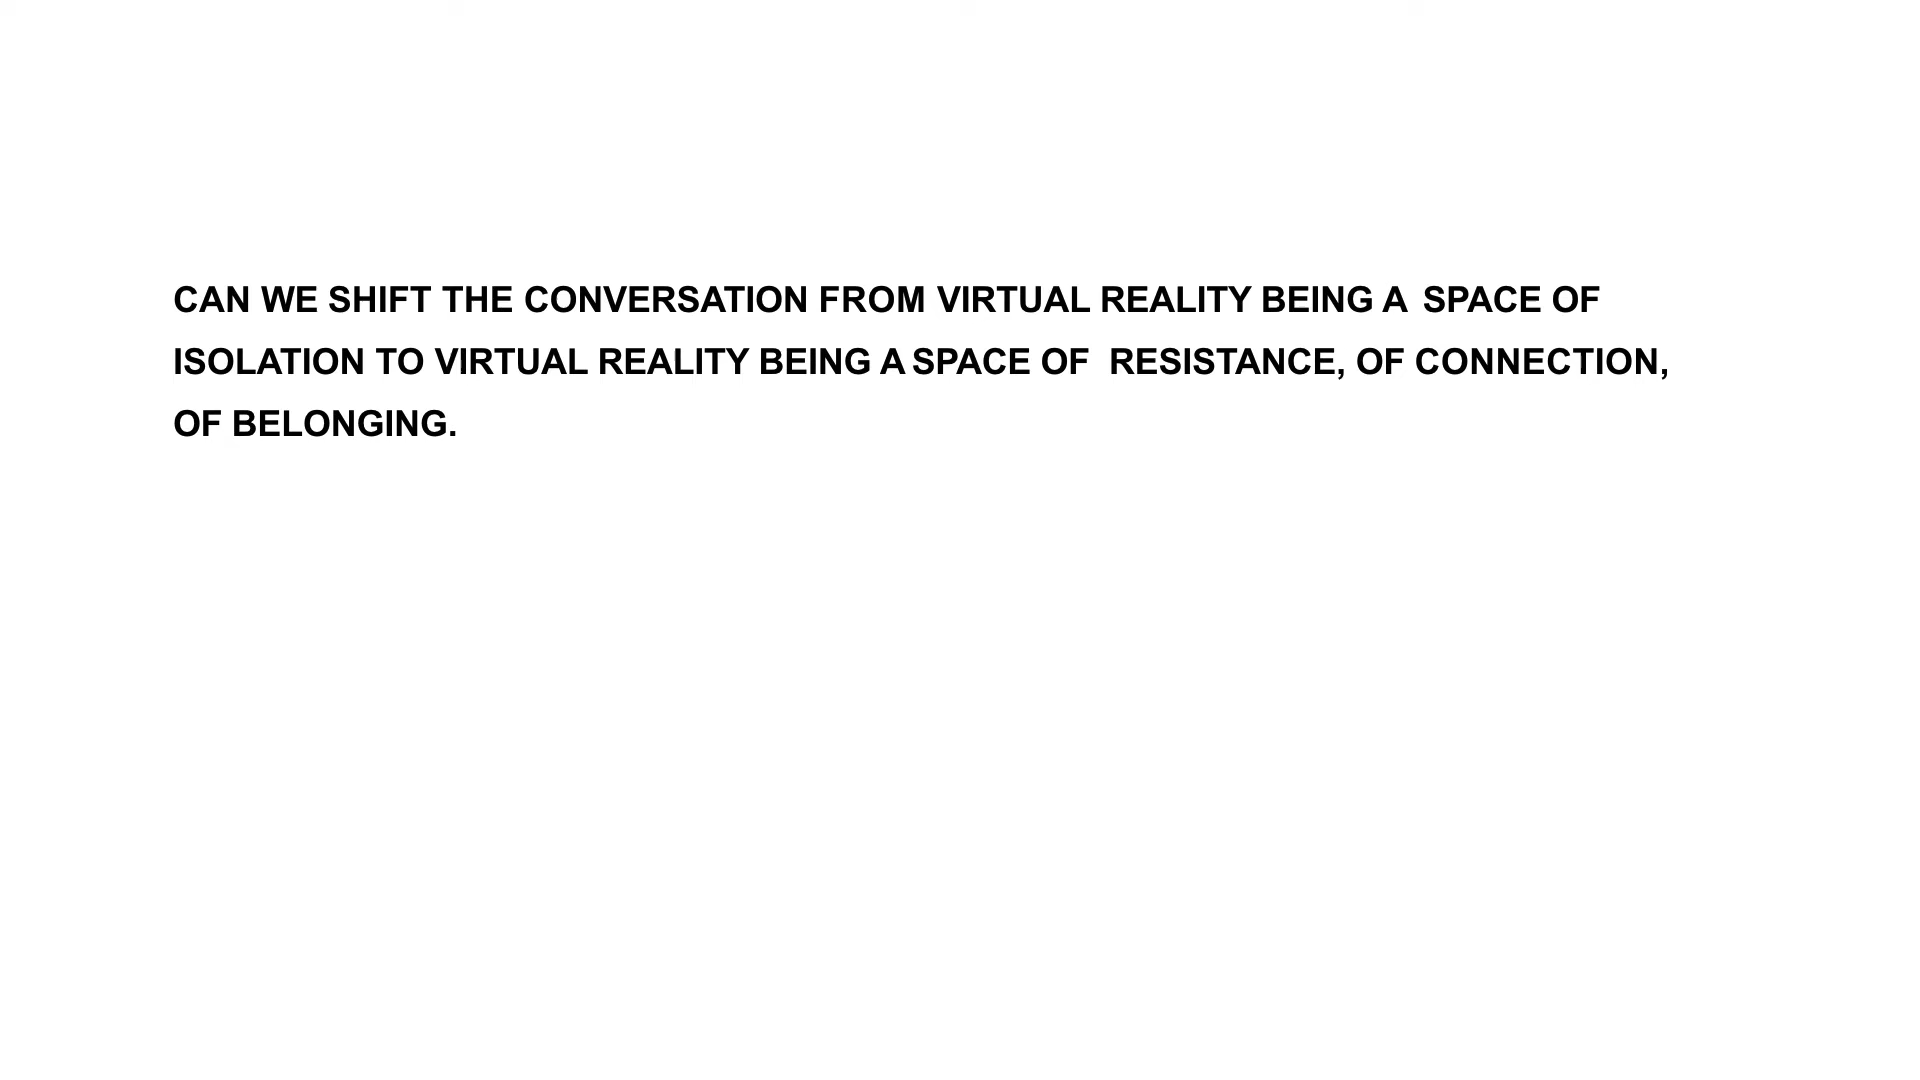 CAN WE SHIFT THE CONVERSATION FROM VIRTUAL REALITY BEING A SPACE OF
ISOLATION TO VIRTUAL REALITY BEING A SPACE OF RESISTANCE, OF CONNECTION,
OF BELONGING.